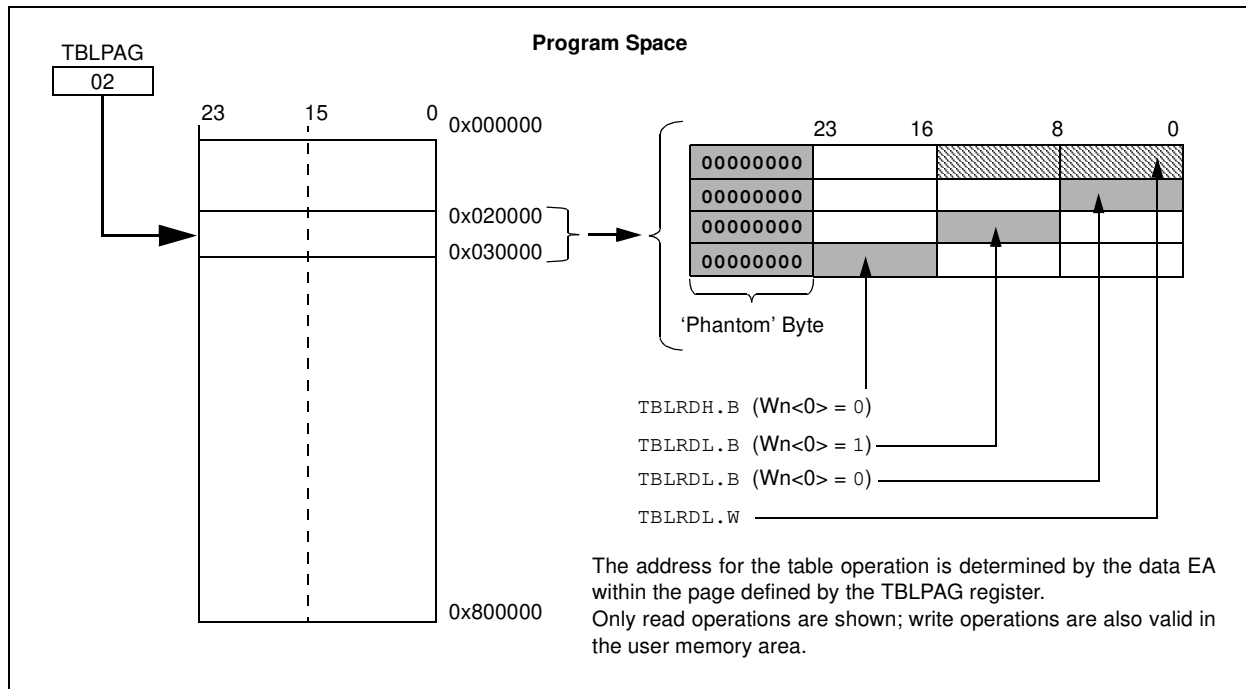 Program Space
TBLPAG
02
23 15 0
0x000000
0x020000
0x030000
0x800000
23 16 8 0
00000000
00000000
00000000
00000000
‘Phantom’ Byte
TBLRDH.B (Wn<0> = 0)
TBLRDL.B (Wn<0> = 1)
TBLRDL.B (Wn<0> = 0)
TBLRDL.W
The address for the table operation is determined by the data EA
within the page defined by the TBLPAG register.
Only read operations are shown; write operations are also valid in
the user memory area.